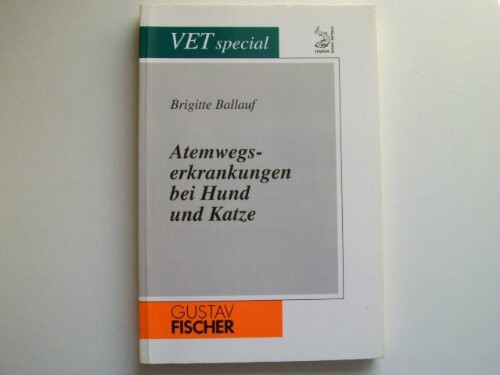 VET special
Brigitte Ballauf
Atemwegs-
erkrankungen
bei Hund
und Katze
GUSTAV
FISCHER